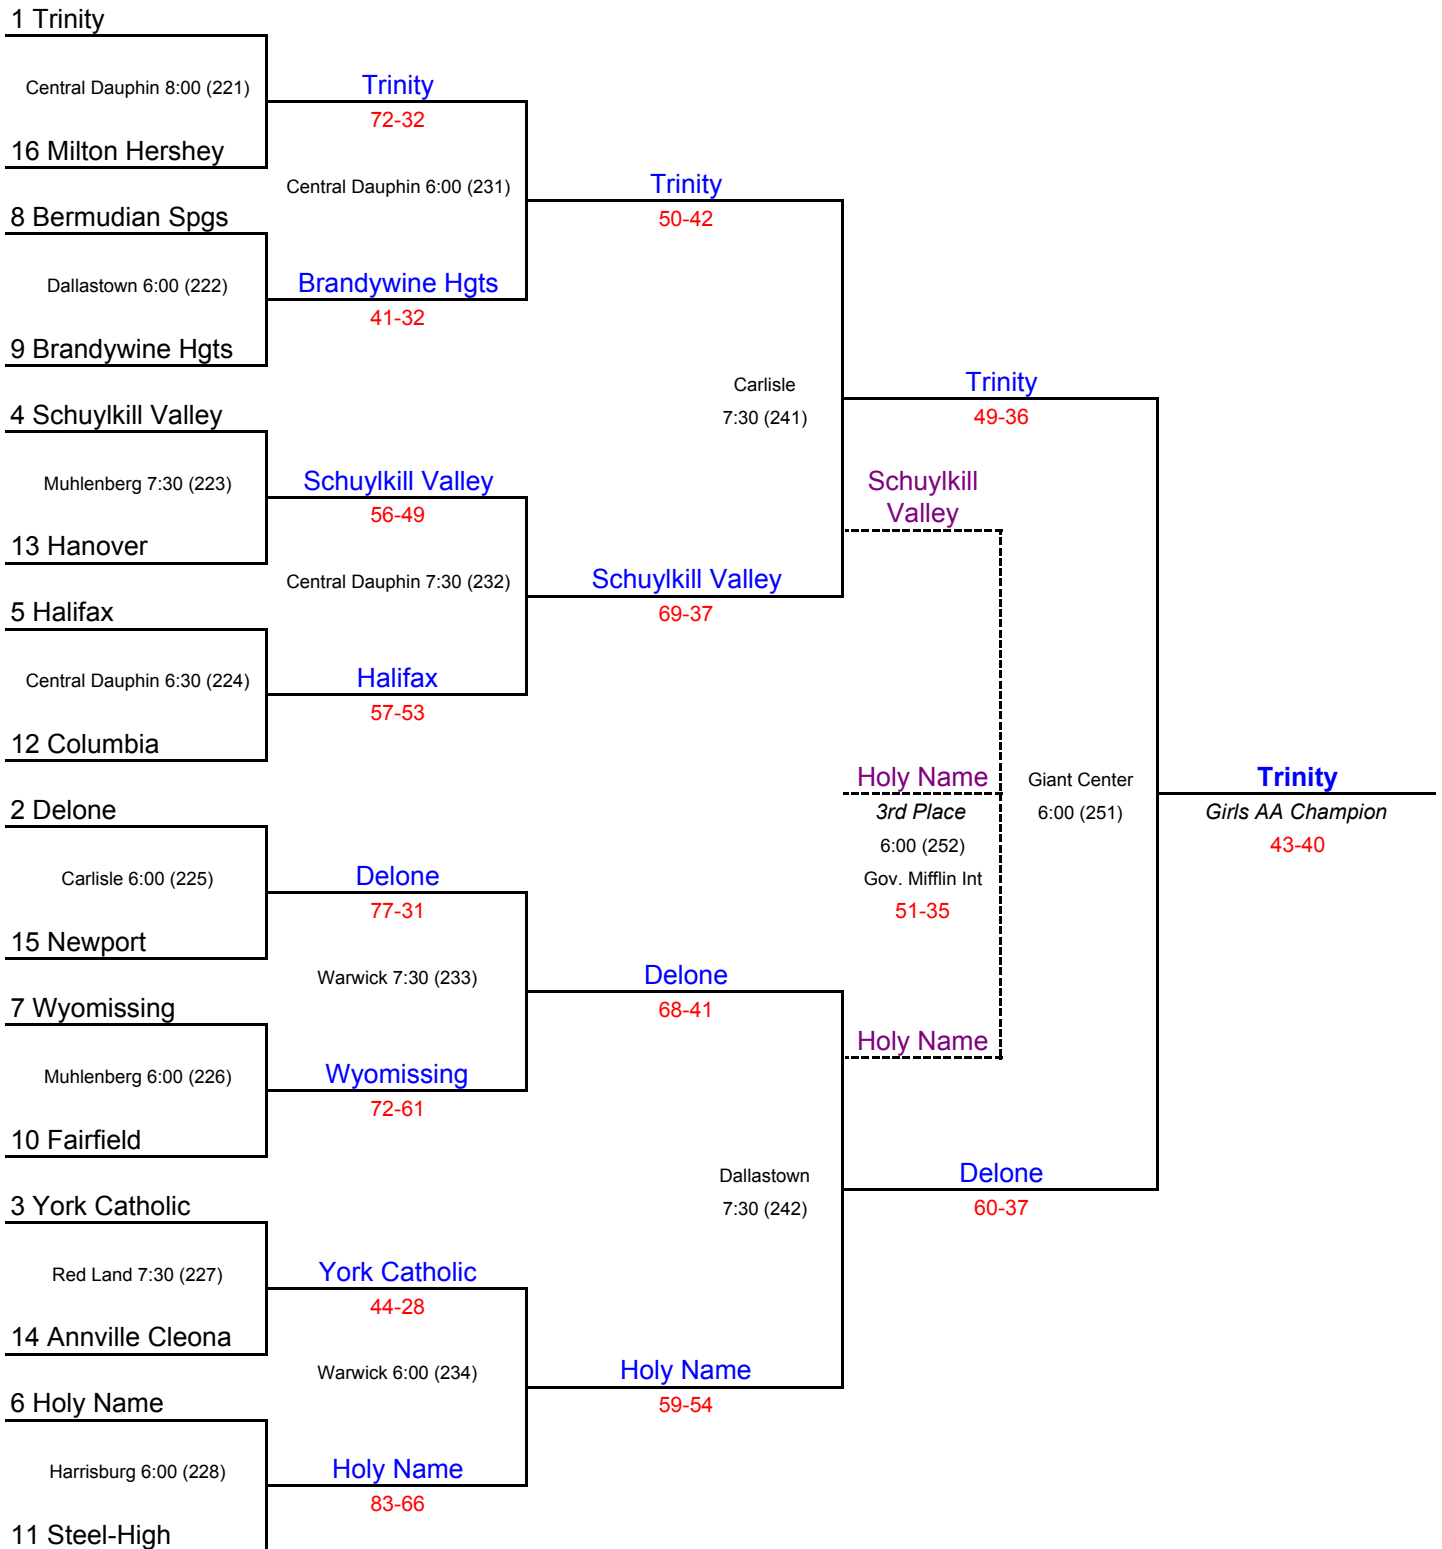 1 Trinity
Central Dauphin 8:00 (221)
Trinity
72-32
16 Milton Hershey
Central Dauphin 6:00 (231)
Trinity
50-42
8 Bermudian Spgs
Dallastown 6:00 (222)
Brandywine Hgts
41-32
9 Brandywine Hgts
Carlisle
7:30 (241)
Trinity
49-36
4 Schuylkill Valley
Muhlenberg 7:30 (223)
Schuylkill Valley
56-49
Schuylkill
Valley
13 Hanover
Central Dauphin 7:30 (232)
Schuylkill Valley
69-37
5 Halifax
Central Dauphin 6:30 (224)
Halifax
57-53
12 Columbia
Holy Name
3rd Place
6:00 (252)
Gov. Mifflin Int
51-35
Giant Center
6:00 (251)
Trinity
Girls AA Champion
43-40
2 Delone
Carlisle 6:00 (225)
Delone
77-31
15 Newport
Warwick 7:30 (233)
Delone
68-41
7 Wyomissing
Holy Name
Muhlenberg 6:00 (226)
Wyomissing
72-61
10 Fairfield
Dallastown
7:30 (242)
Delone
60-37
3 York Catholic
Red Land 7:30 (227)
York Catholic
44-28
14 Annville Cleona
Warwick 6:00 (234)
Holy Name
59-54
6 Holy Name
Harrisburg 6:00 (228)
Holy Name
83-66
11 Steel-High